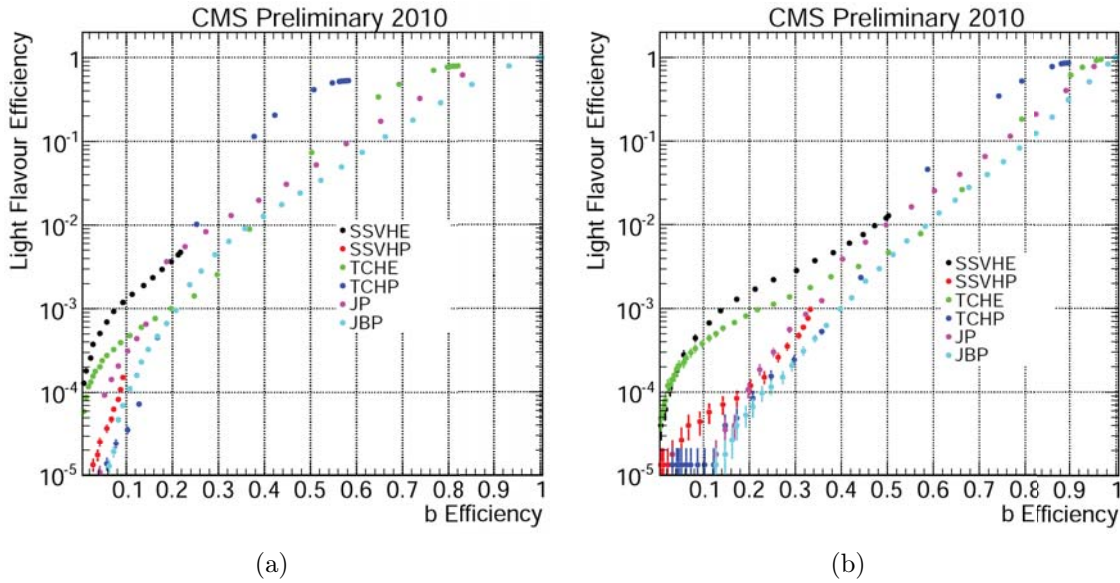 CMS Preliminary 2010
Light Flavour Efficiency
1
10-1
10-2
10-3
10-4
10-5
SSVHE
SSVHP
TCHE
TCHP
JP
JBP
0.1 0.2 0.3 0.4 0.5 0.6 0.7 0.8 0.9 1
b Efficiency
(a)
CMS Preliminary 2010
Light Flavour Efficiency
1
10-1
10-2
10-3
10-4
10-5
SSVHE
SSVHP
TCHE
TCHP
JP
JBP
0.1 0.2 0.3 0.4 0.5 0.6 0.7 0.8 0.9 1
b Efficiency
(b)